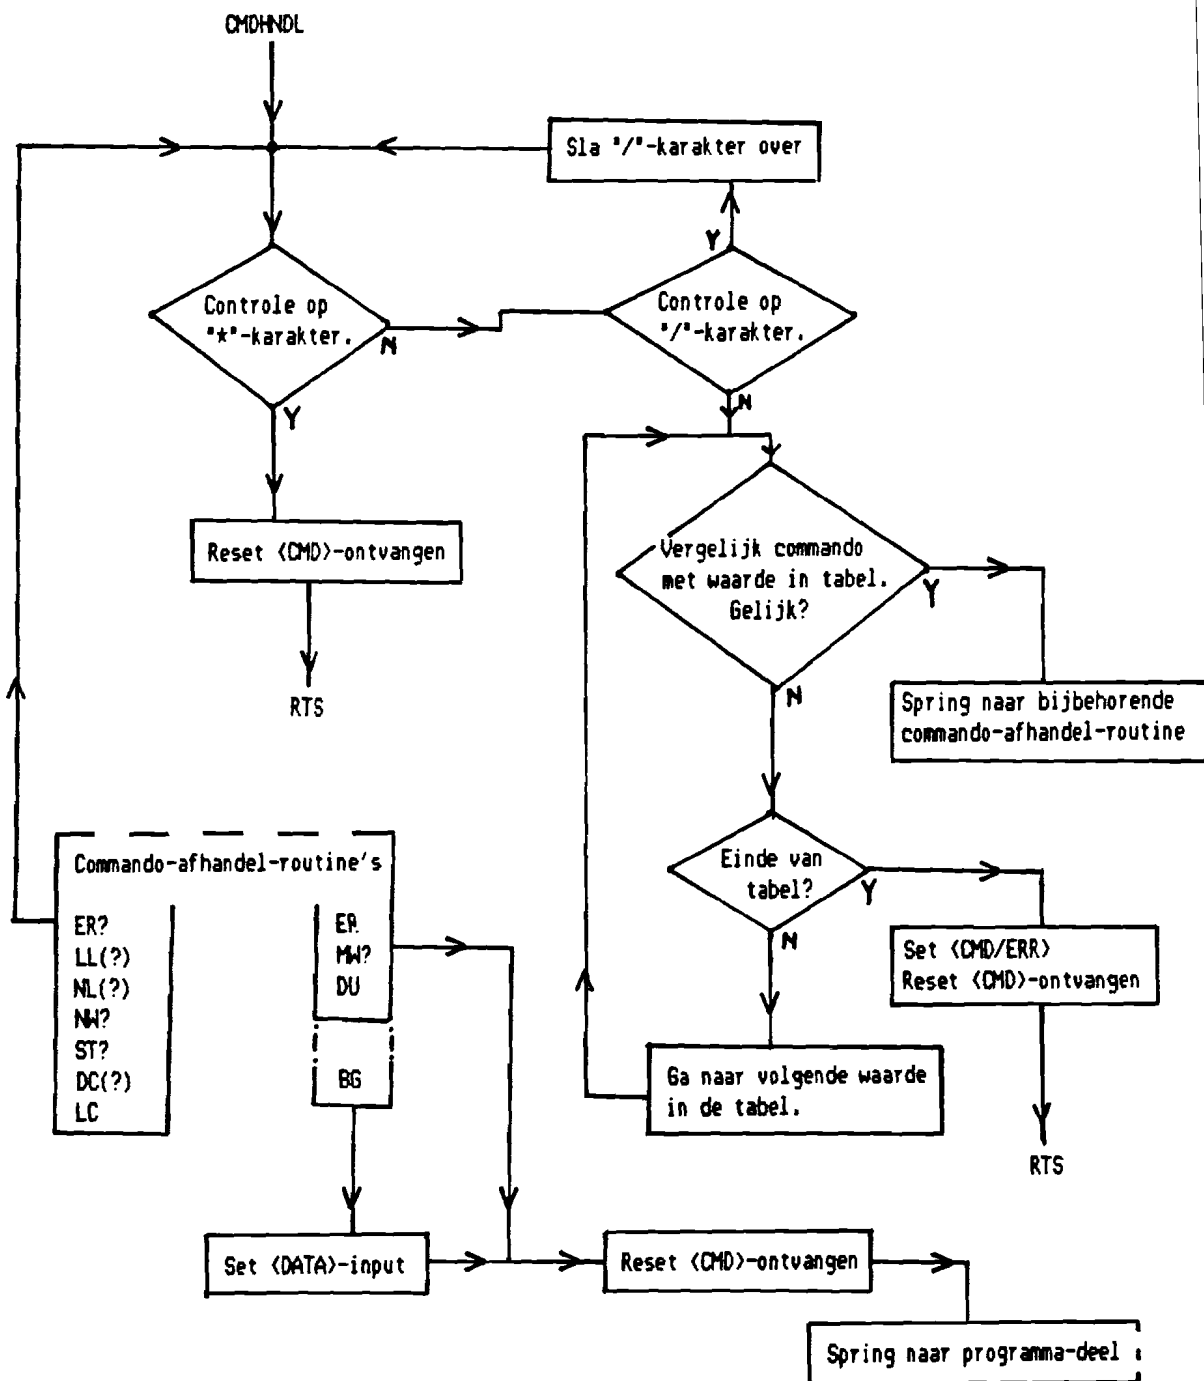 CMDHNDL
Sla "/"-karakter over
Y
Controle op
"*"-karakter.
N
Controle op
"/"-karakter.
Y
N
Reset <CMD>-ontvangen
RTS
Vergelijk commando
met waarde in tabel.
Gelijk?
Y
N
Spring naar bijbehorende
commando-afhandel-routine
Einde van
tabel?
Y
N
Set <CMD/ERR>
Reset <CMD>-ontvangen
RTS
Ga naar volgende waarde
in de tabel.
Commando-afhandel-routine's
ER?
LL(?)
NL(?)
NW?
ST?
DC(?)
LC
ER
MW?
DU
BG
Set <DATA>-input
Reset <CMD>-ontvangen
Spring naar programma-deel